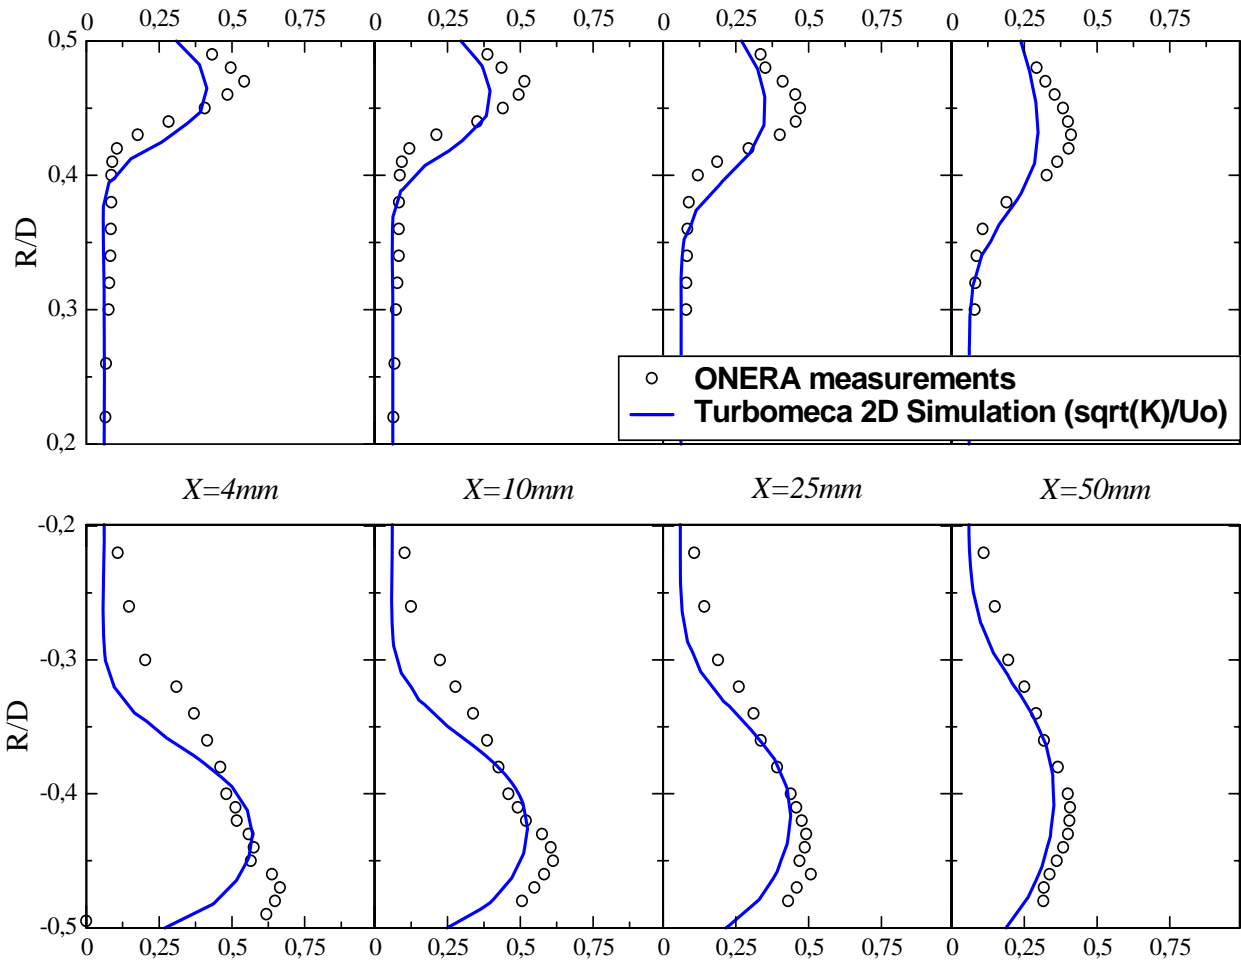 0 0,25 0,5 0,75 0 0,25 0,5 0,75 0 0,25 0,5 0,75 0 0,25 0,5 0,75
0,5
0,4
R/D
0,3
ONERA measurements
Turbomeca 2D Simulation (sqrt(K)/Uo)
0,2
X=4mm X=10mm X=25mm X=50mm
-0,2
-0,3
R/D
-0,4
-0,5
0 0,25 0,5 0,75 0 0,25 0,5 0,75 0 0,25 0,5 0,75 0 0,25 0,5 0,75